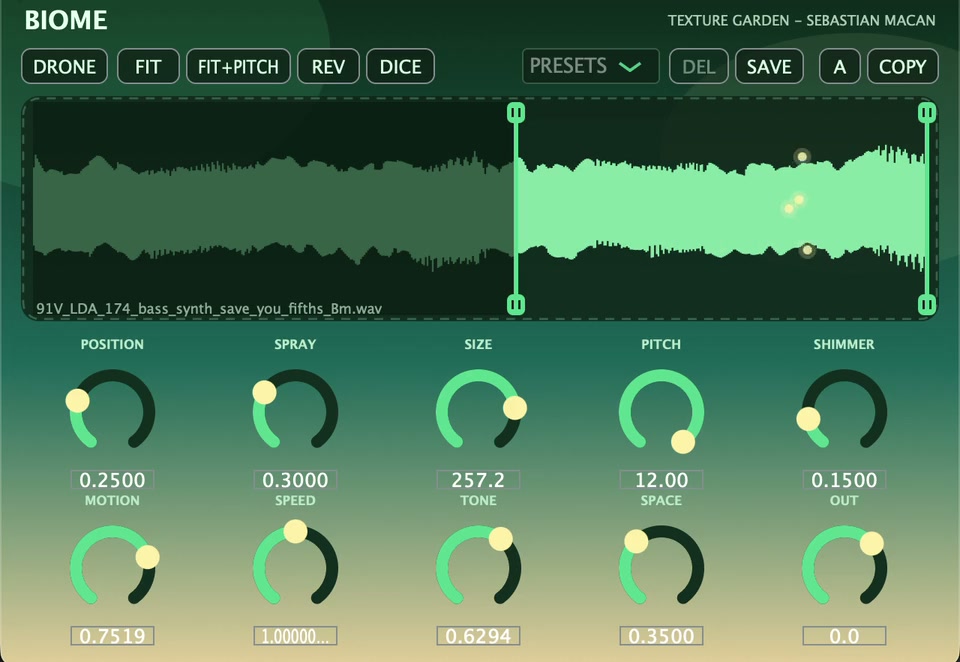 BIOME
TEXTURE GARDEN – SEBASTIAN MACAN
DRONE FIT FIT+PITCH REV DICE PRESETS DEL SAVE A COPY
91V_LDA_174_bass_synth_save_you_fifths_Bm.wav
POSITION SPRAY SIZE PITCH SHIMMER
0.2500 0.3000 257.2 12.00 0.1500
MOTION SPEED TONE SPACE OUT
0.7519 1.00000... 0.6294 0.3500 0.0